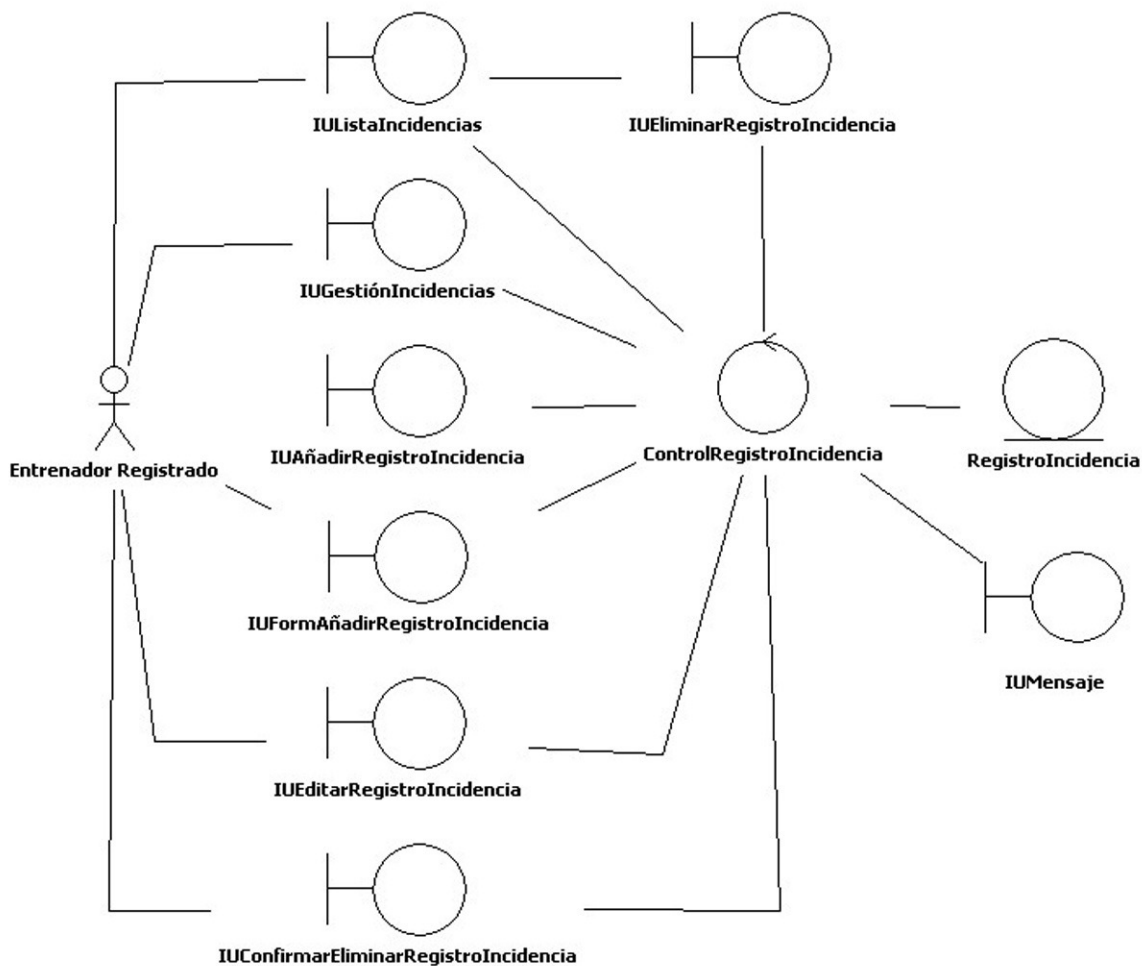 IUListaIncidencias
IUEliminarRegistroIncidencia
IUGestiónIncidencias
IUAñadirRegistroIncidencia
ControlRegistroIncidencia
RegistroIncidencia
Entrenador Registrado
IUFormAñadirRegistroIncidencia
IUMensaje
IUEditarRegistroIncidencia
IUConfirmarEliminarRegistroIncidencia